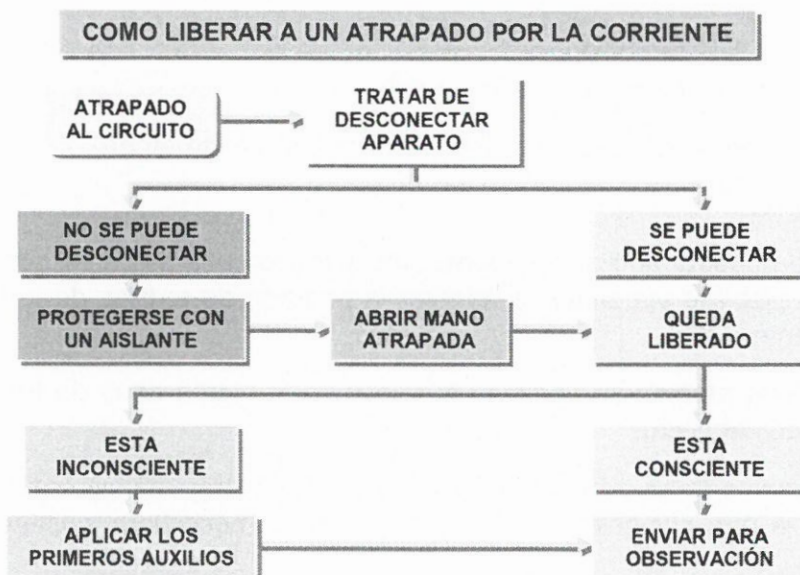 COMO LIBERAR A UN ATRAPADO POR LA CORRIENTE
ATRAPADO
AL CIRCUITO
TRATAR DE
DESCONECTAR
APARATO
NO SE PUEDE
DESCONECTAR
SE PUEDE
DESCONECTAR
PROTEGERSE CON
UN AISLANTE
ABRIR MANO
ATRAPADA
QUEDA
LIBERADO
ESTA
INCONSCIENTE
ESTA
CONSCIENTE
APLICAR LOS
PRIMEROS AUXILIOS
ENVIAR PARA
OBSERVACIÓN